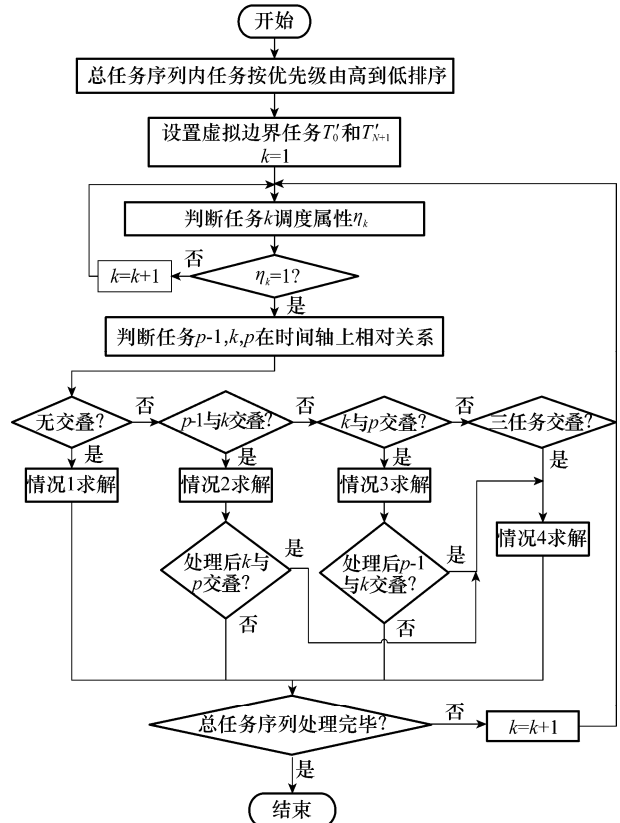 开始
总任务序列内任务按优先级由高到低排序
设置虚拟边界任务T′₀和T′N+1
k=1
判断任务k调度属性ηk
否
k=k+1
ηk=1?
是
判断任务p-1,k,p在时间轴上相对关系
无交叠?
否
p-1与k交叠?
否
k与p交叠?
否
三任务交叠?
是
是
是
是
情况1求解
情况2求解
情况3求解
情况4求解
处理后k与
p交叠?
是
处理后p-1
与k交叠?
是
否
否
总任务序列处理完毕?
否
k=k+1
是
结束